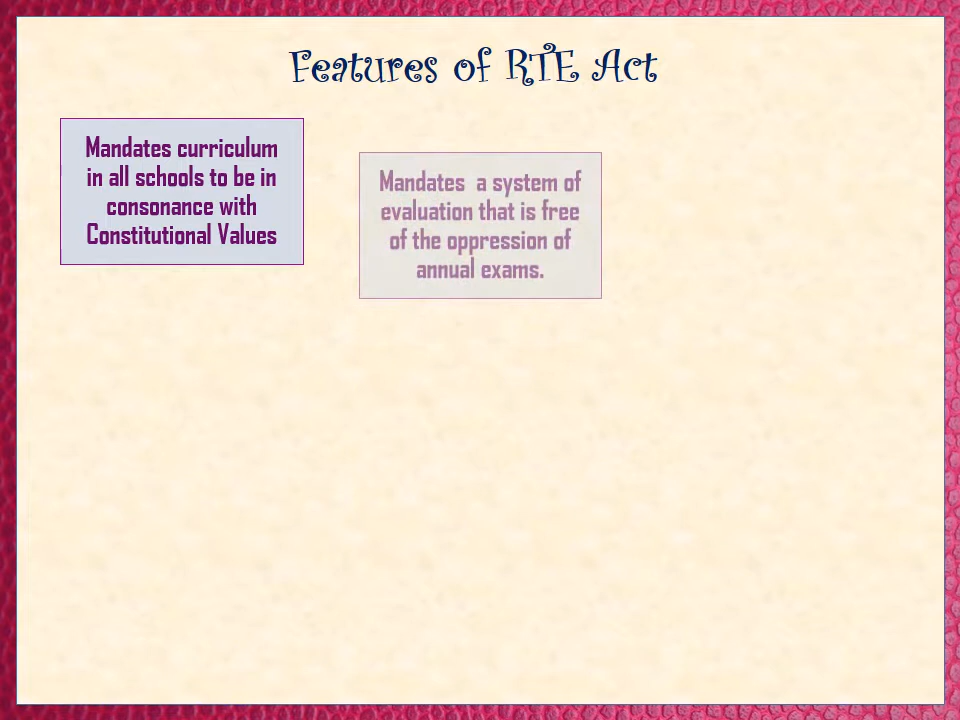 Features of RTE Act
Mandates curriculum
in all schools to be in
consonance with
Constitutional Values
Mandates  a system of
evaluation that is free
of the oppression of
annual exams.